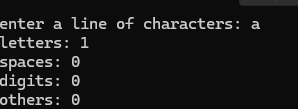 enter a line of characters: a
letters: 1
spaces: 0
digits: 0
others: 0